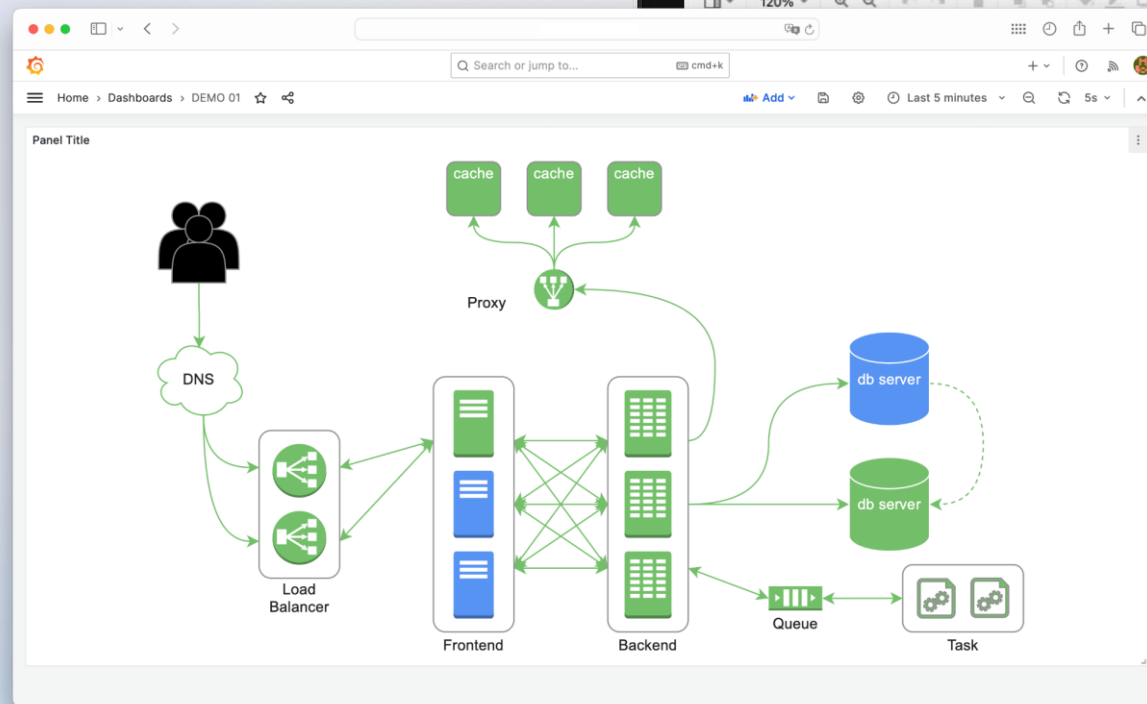 120%
Search or jump to...
cmd+k
Home › Dashboards › DEMO 01
Add
Last 5 minutes
5s
Panel Title
cache
cache
cache
Proxy
DNS
db server
db server
Load
Balancer
Frontend
Backend
Queue
Task